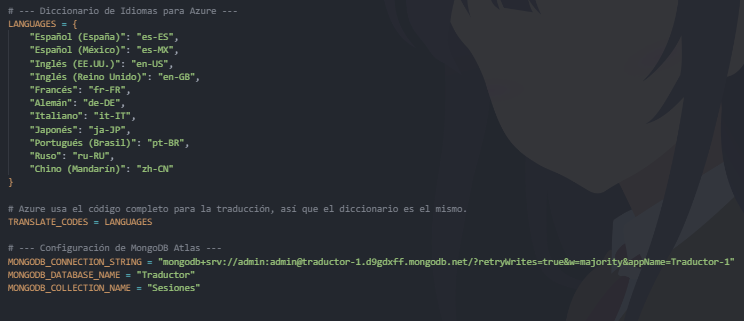 # --- Diccionario de Idiomas para Azure ---
LANGUAGES = {
"Español (España)": "es-ES",
"Español (México)": "es-MX",
"Inglés (EE.UU.)": "en-US",
"Inglés (Reino Unido)": "en-GB",
"Francés": "fr-FR",
"Alemán": "de-DE",
"Italiano": "it-IT",
"Japonés": "ja-JP",
"Portugués (Brasil)": "pt-BR",
"Ruso": "ru-RU",
"Chino (Mandarín)": "zh-CN"
}
# Azure usa el código completo para la traducción, así que el diccionario es el mismo.
TRANSLATE_CODES = LANGUAGES
# --- Configuración de MongoDB Atlas ---
MONGODB_CONNECTION_STRING = "mongodb+srv://admin:admin@traductor-1.d9gdxff.mongodb.net/?retryWrites=true&w=majority&appName=Traductor-1"
MONGODB_DATABASE_NAME = "Traductor"
MONGODB_COLLECTION_NAME = "Sesiones"